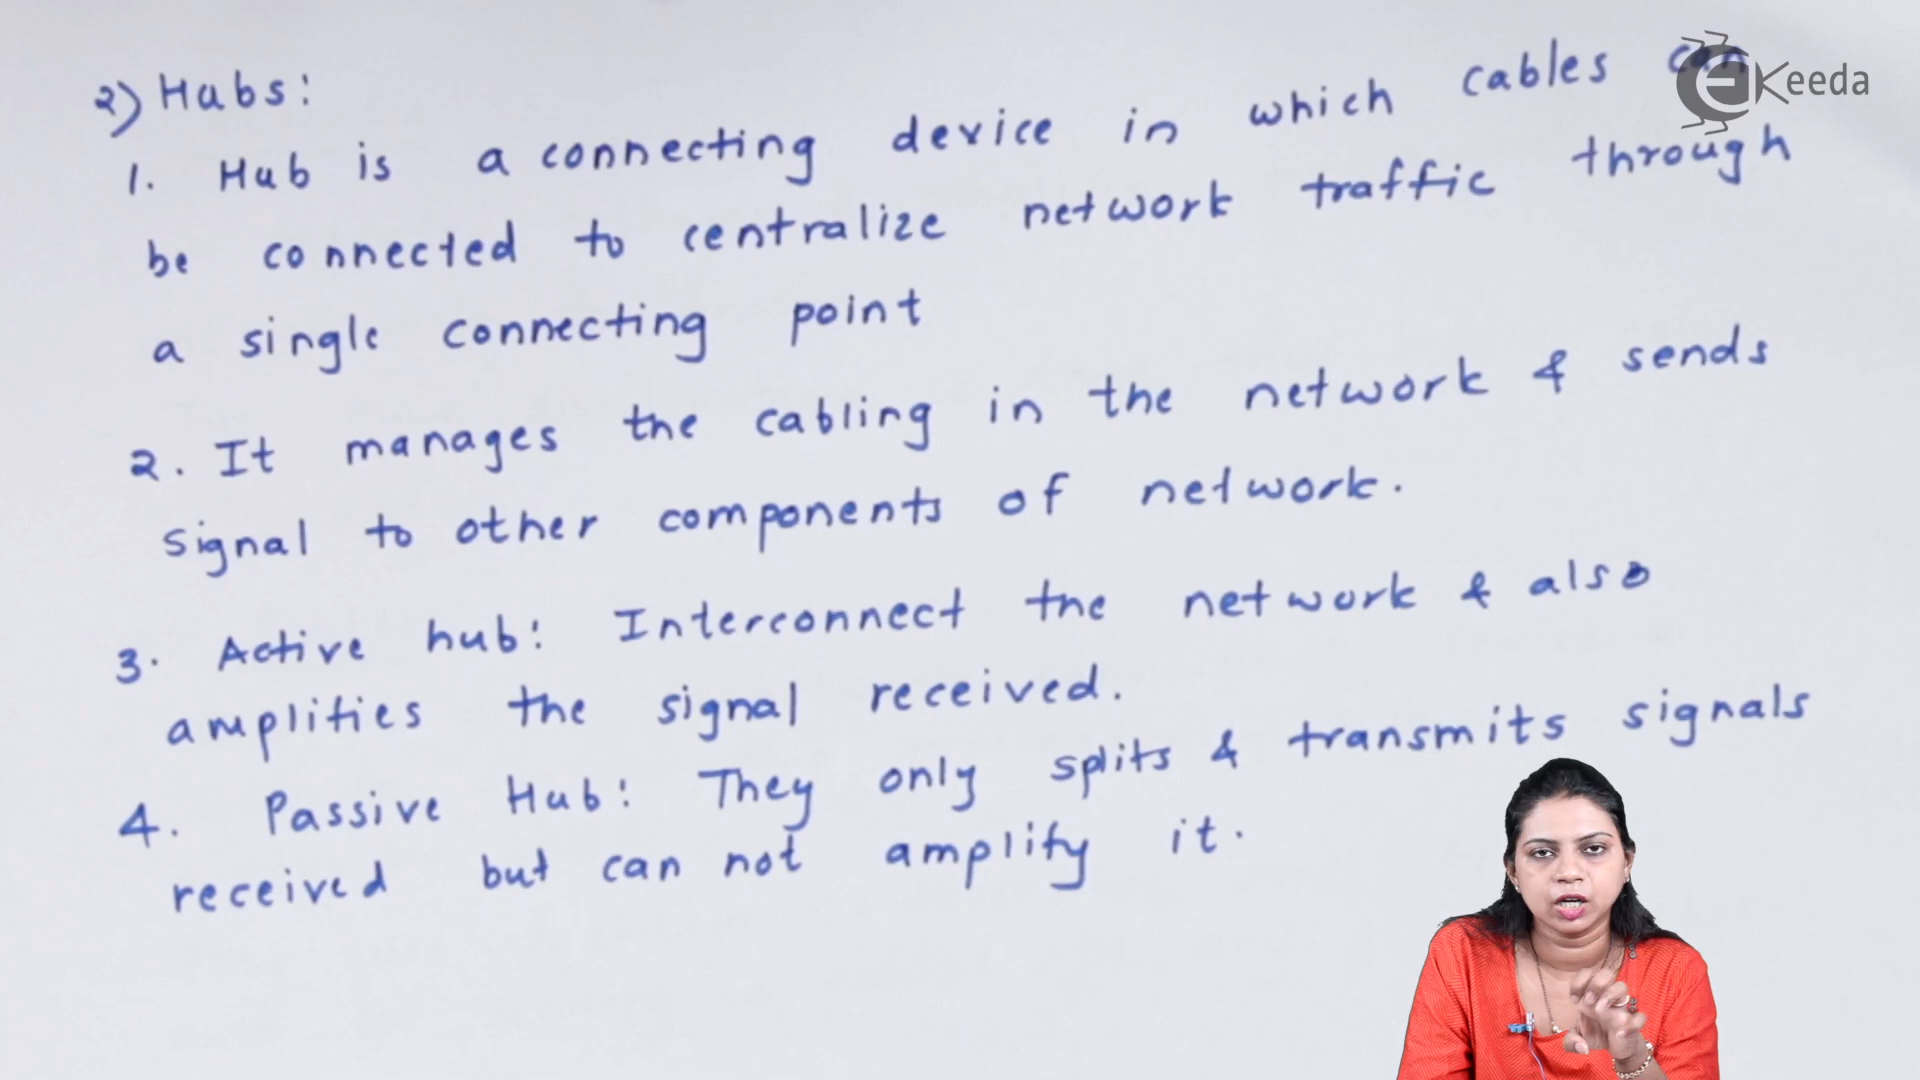 2) Hubs:
1. Hub is a connecting device in which cables can
be connected to centralize network traffic through
a single connecting point
2. It manages the cabling in the network & sends
signal to other components of network.
3. Active hub: Interconnect the network & also
amplifies the signal received.
4. Passive Hub: They only splits & transmits signals
received but can not amplify it.
eKeeda